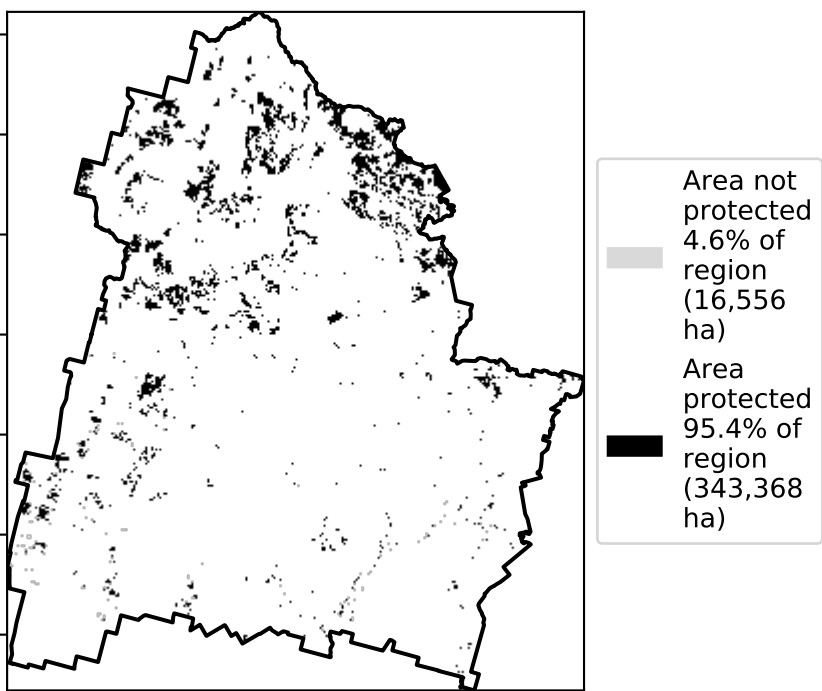 Area not
protected
4.6% of
region
(16,556
ha)
Area
protected
95.4% of
region
(343,368
ha)